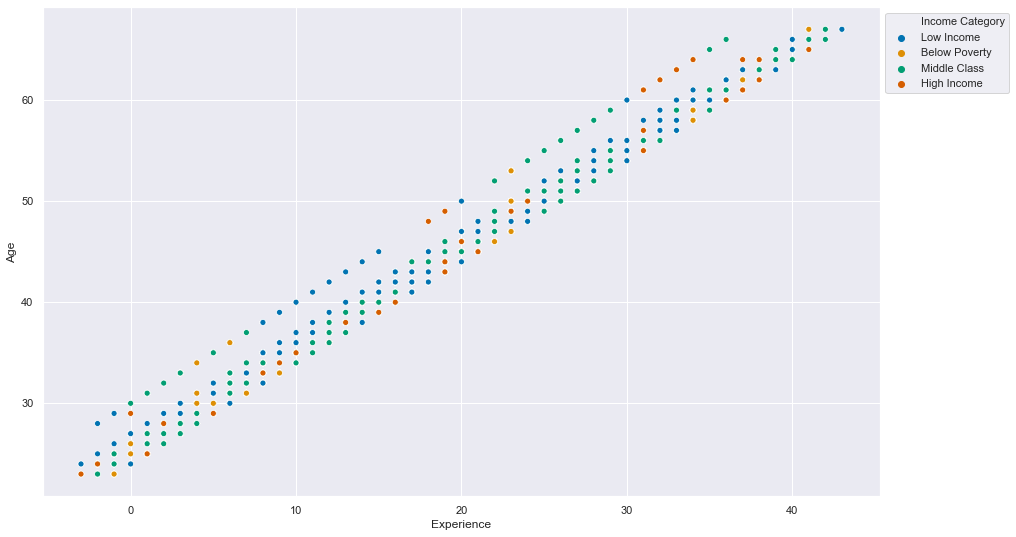 Income Category
Low Income
Below Poverty
Middle Class
High Income
60
50
40
30
Age
0
10
20
30
40
Experience